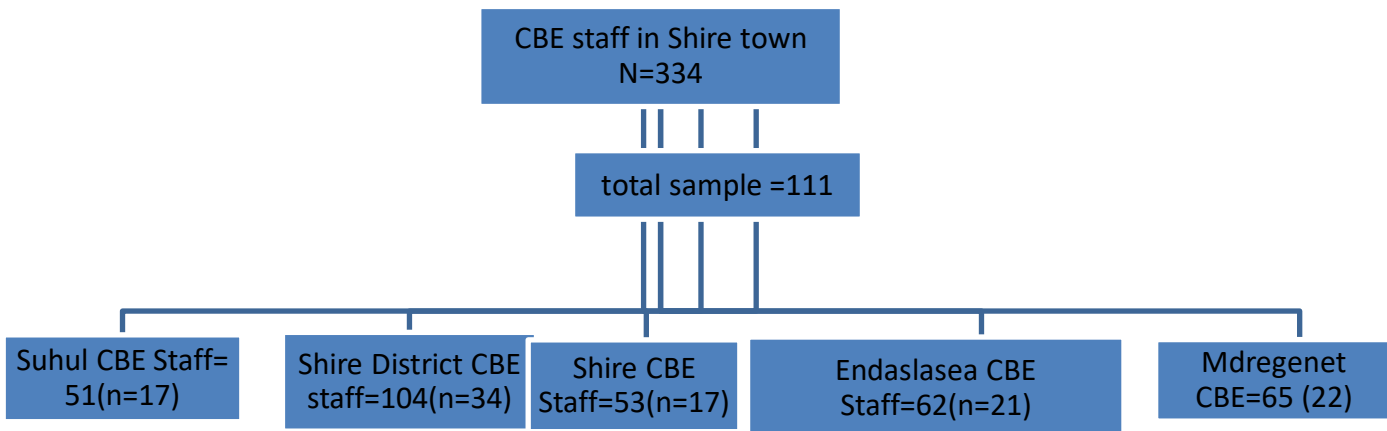 CBE staff in Shire town
N=334
total sample =111
Suhul CBE Staff=
51(n=17)
Shire District CBE
staff=104(n=34)
Shire CBE
Staff=53(n=17)
Endaslasea CBE
Staff=62(n=21)
Mdregenet
CBE=65 (22)